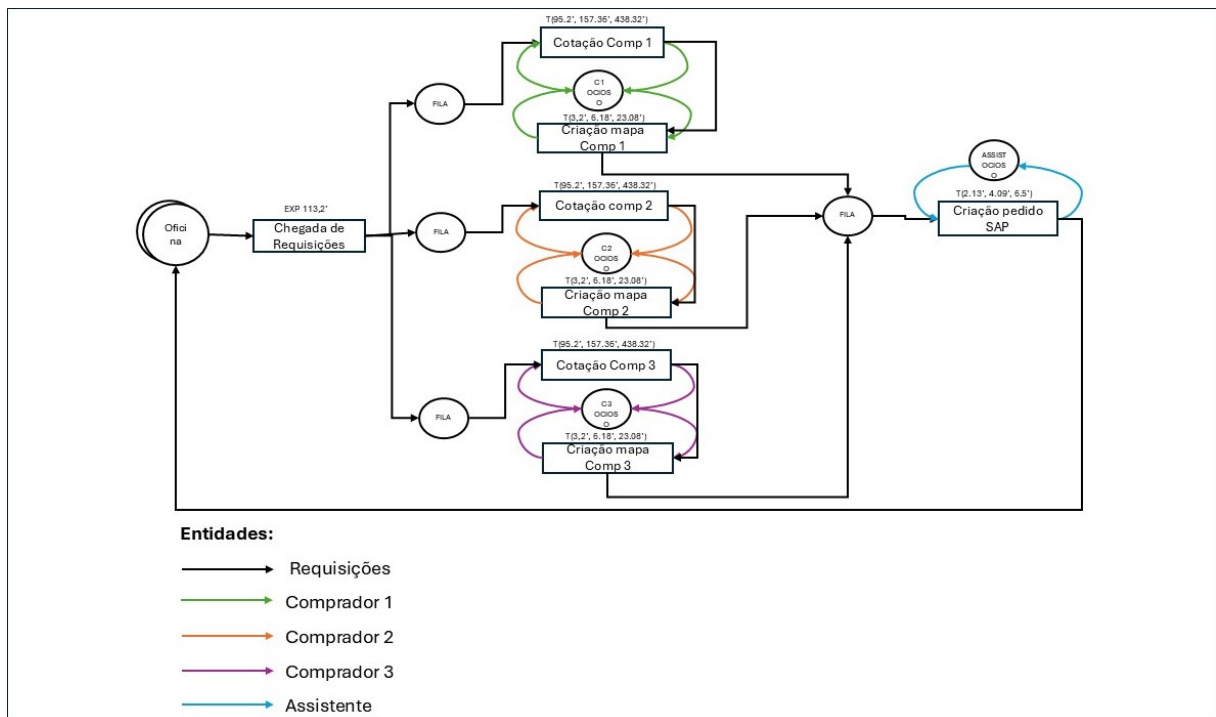 T(95.2’, 157.36’, 438.32’)
Cotação Comp 1
C1
OCIOS
O
FILA
T(3,2’, 6.18’, 23.08’)
Criação mapa
Comp 1
ASSIST
OCIOS
O
T(95.2’, 157.36’, 438.32’)
T(2.13’, 4.09’, 6.5’)
Cotação comp 2
Criação pedido
SAP
EXP 113,2’
Ofici
na
Chegada de
Requisições
FILA
FILA
C2
OCIOS
O
T(3,2’, 6.18’, 23.08’)
Criação mapa
Comp 2
T(95.2’, 157.36’, 438.32’)
Cotação Comp 3
C3
OCIOS
O
FILA
T(3,2’, 6.18’, 23.08’)
Criação mapa
Comp 3
Entidades:
Requisições
Comprador 1
Comprador 2
Comprador 3
Assistente